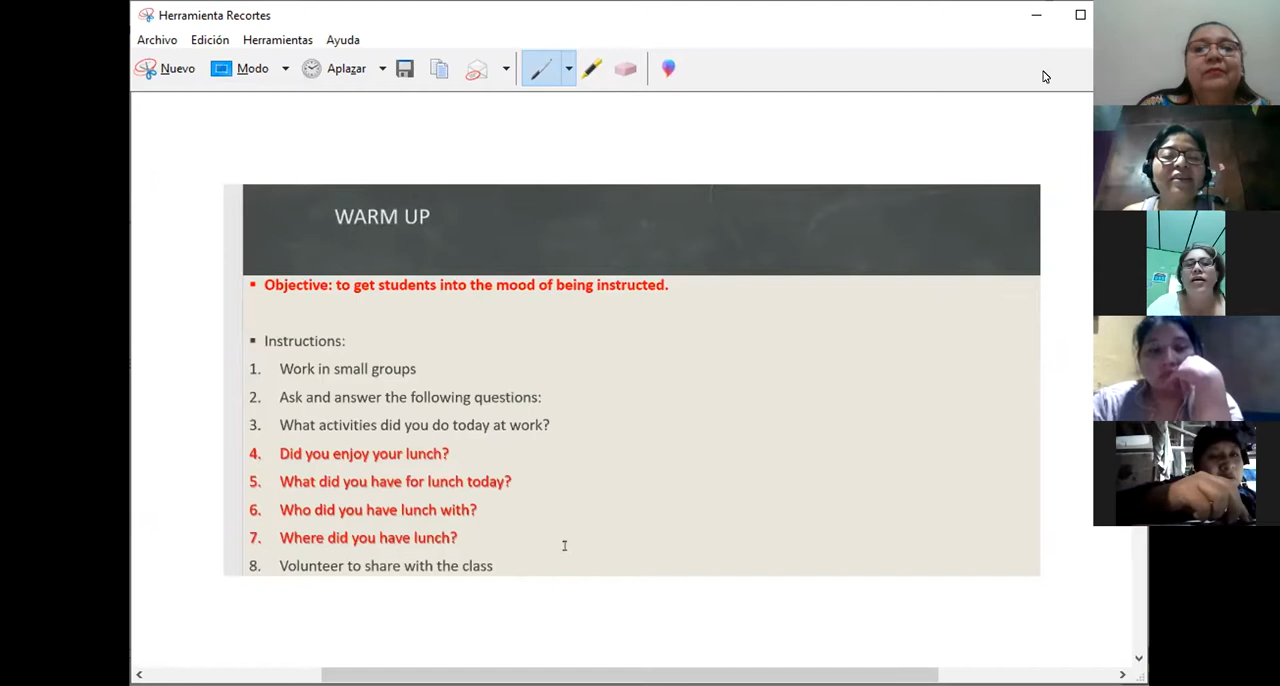 Herramienta Recortes
Archivo Edición Herramientas Ayuda
Nuevo Modo Aplazar
WARM UP
▪ Objective: to get students into the mood of being instructed.
▪ Instructions:
1. Work in small groups
2. Ask and answer the following questions:
3. What activities did you do today at work?
4. Did you enjoy your lunch?
5. What did you have for lunch today?
6. Who did you have lunch with?
7. Where did you have lunch?
8. Volunteer to share with the class